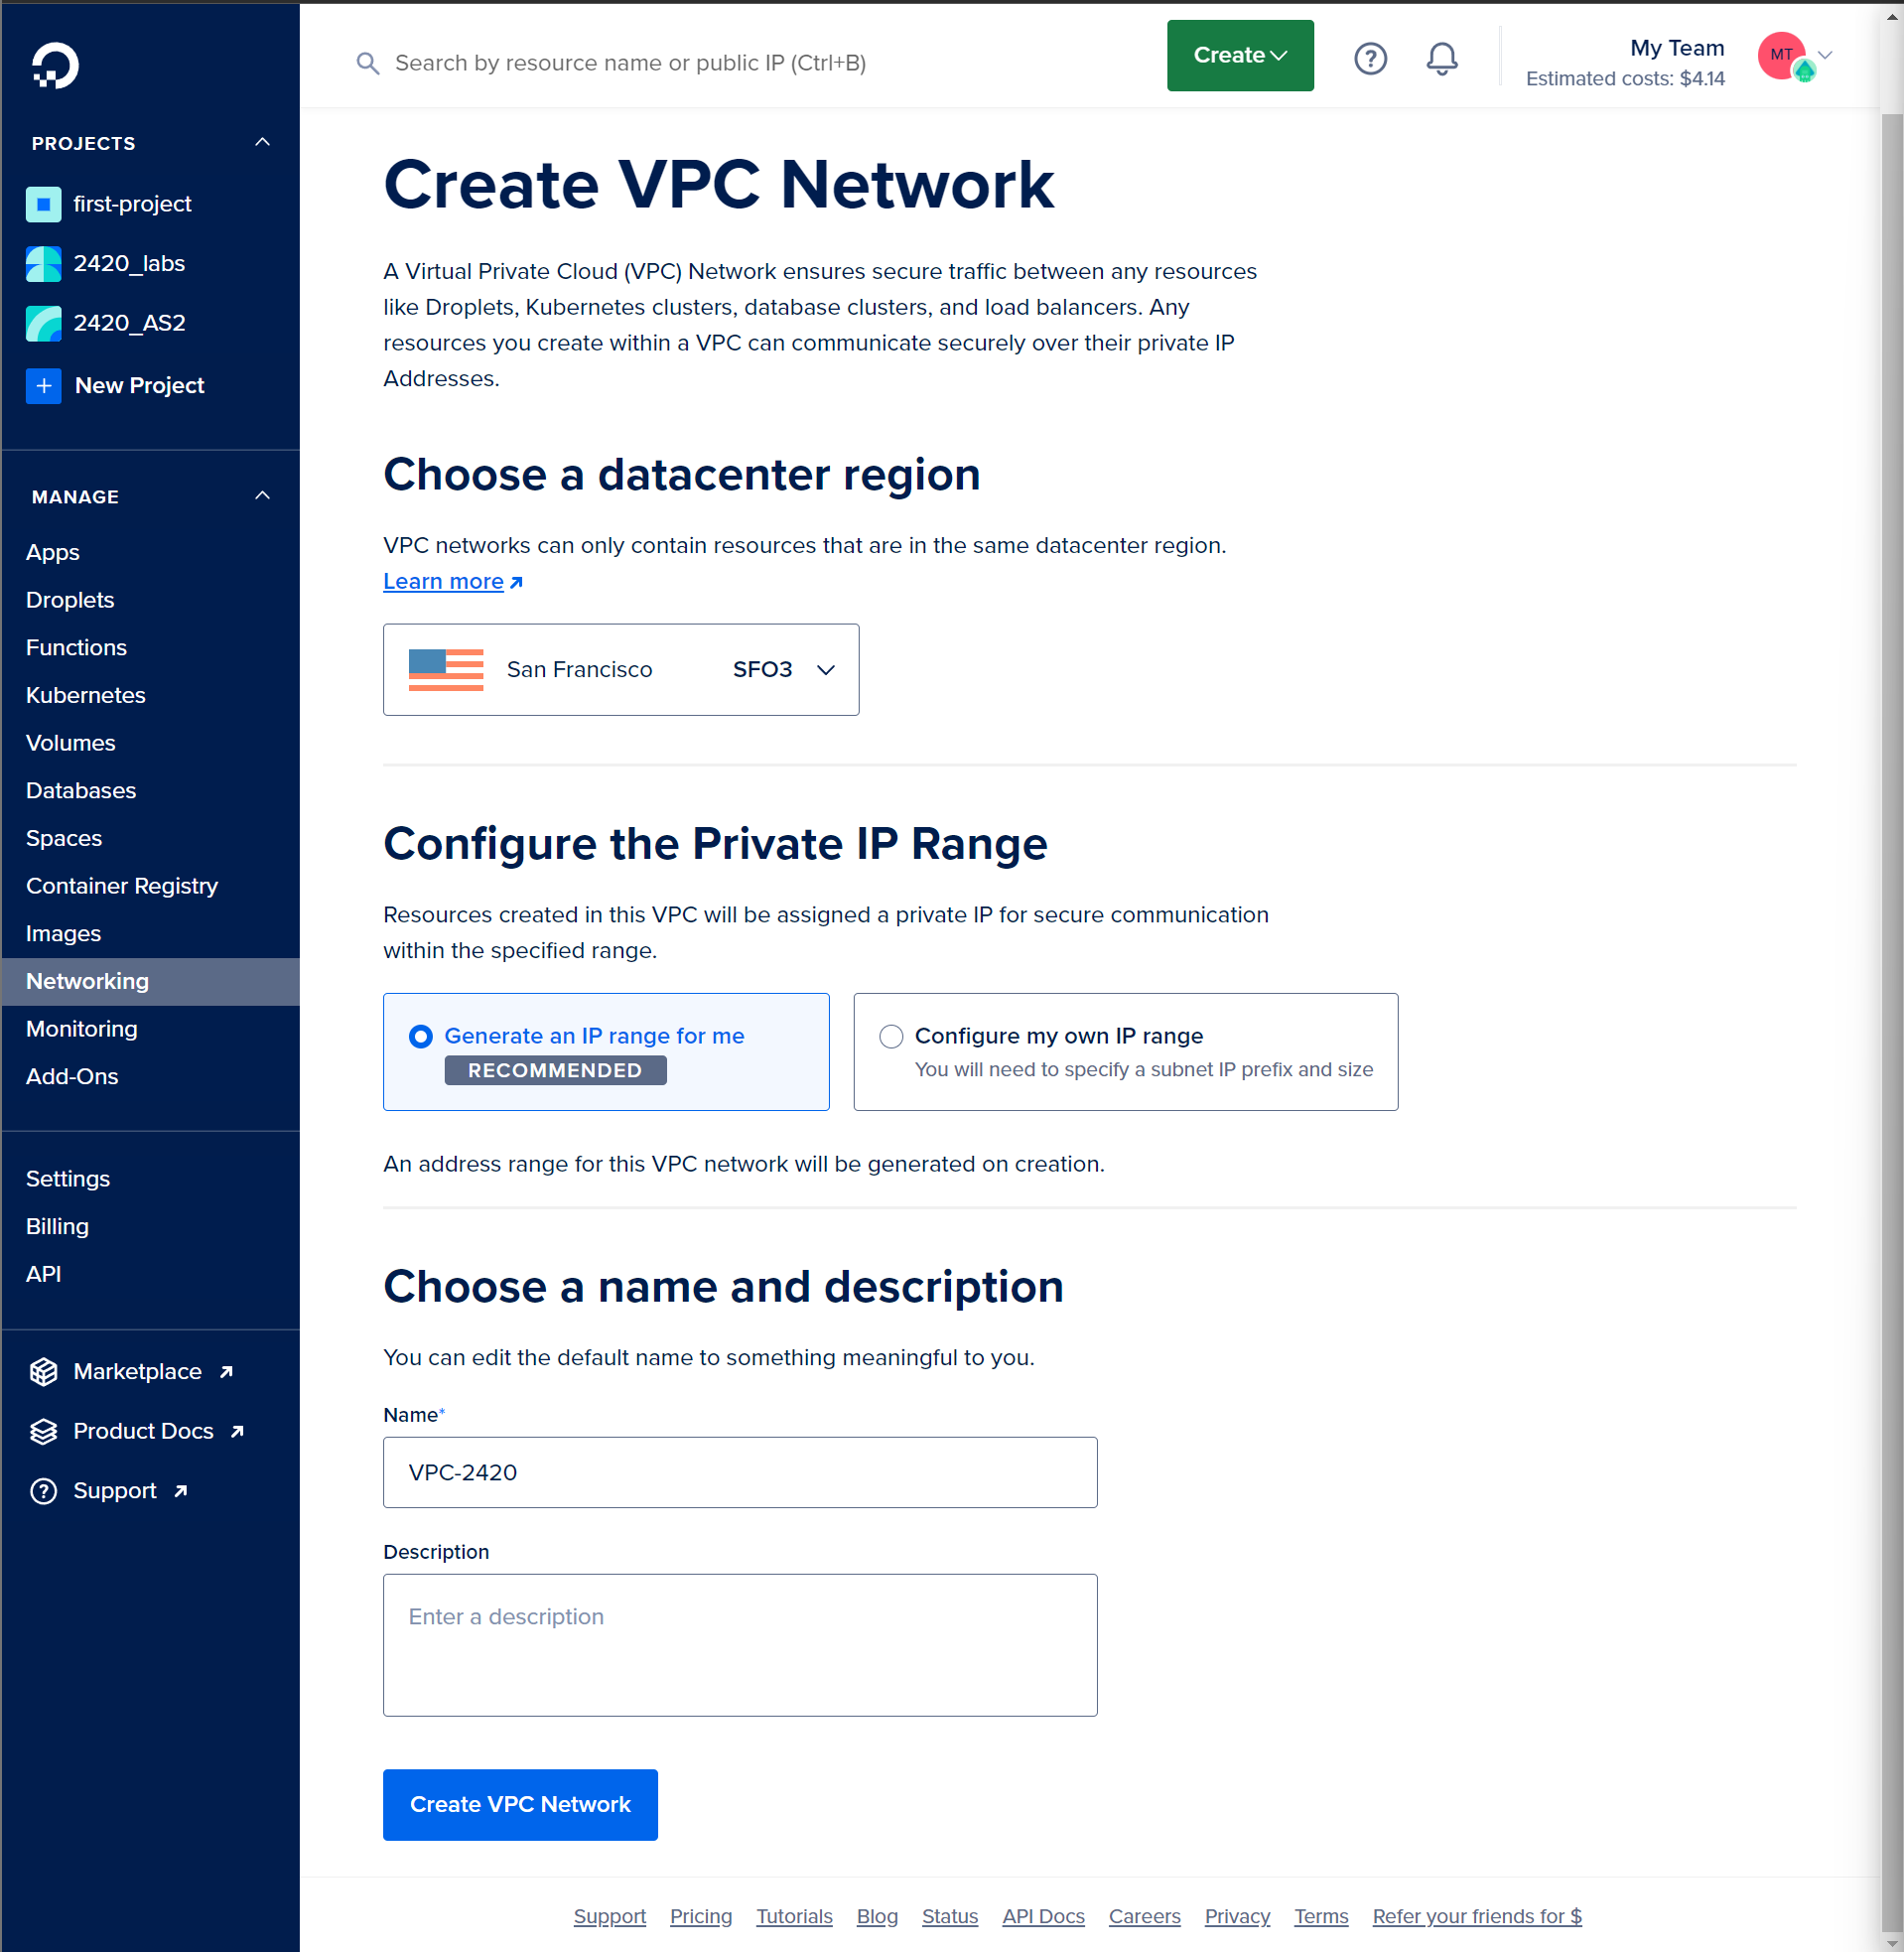 Search by resource name or public IP (Ctrl+B)
Create
My Team
Estimated costs: $4.14
MT
PROJECTS
first-project
2420_labs
2420_AS2
New Project
MANAGE
Apps
Droplets
Functions
Kubernetes
Volumes
Databases
Spaces
Container Registry
Images
Networking
Monitoring
Add-Ons
Settings
Billing
API
Marketplace
Product Docs
Support
Create VPC Network
A Virtual Private Cloud (VPC) Network ensures secure traffic between any resources
like Droplets, Kubernetes clusters, database clusters, and load balancers. Any
resources you create within a VPC can communicate securely over their private IP
Addresses.
Choose a datacenter region
VPC networks can only contain resources that are in the same datacenter region.
Learn more
San Francisco SFO3
Configure the Private IP Range
Resources created in this VPC will be assigned a private IP for secure communication
within the specified range.
Generate an IP range for me
RECOMMENDED
Configure my own IP range
You will need to specify a subnet IP prefix and size
An address range for this VPC network will be generated on creation.
Choose a name and description
You can edit the default name to something meaningful to you.
Name*
VPC-2420
Description
Enter a description
Create VPC Network
Support Pricing Tutorials Blog Status API Docs Careers Privacy Terms Refer your friends for $